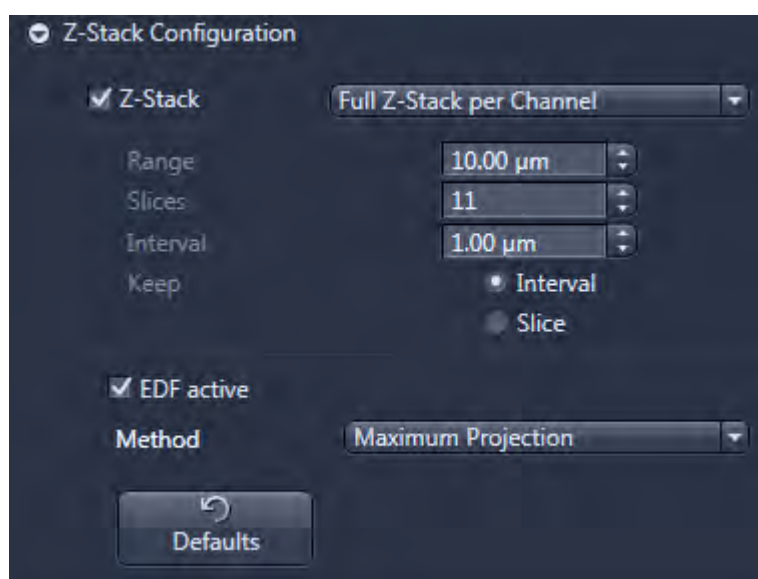 Z-Stack Configuration
Z-Stack Full Z-Stack per Channel
Range 10.00 µm
Slices 11
Interval 1.00 µm
Keep Interval
Slice
EDF active
Method Maximum Projection
Defaults